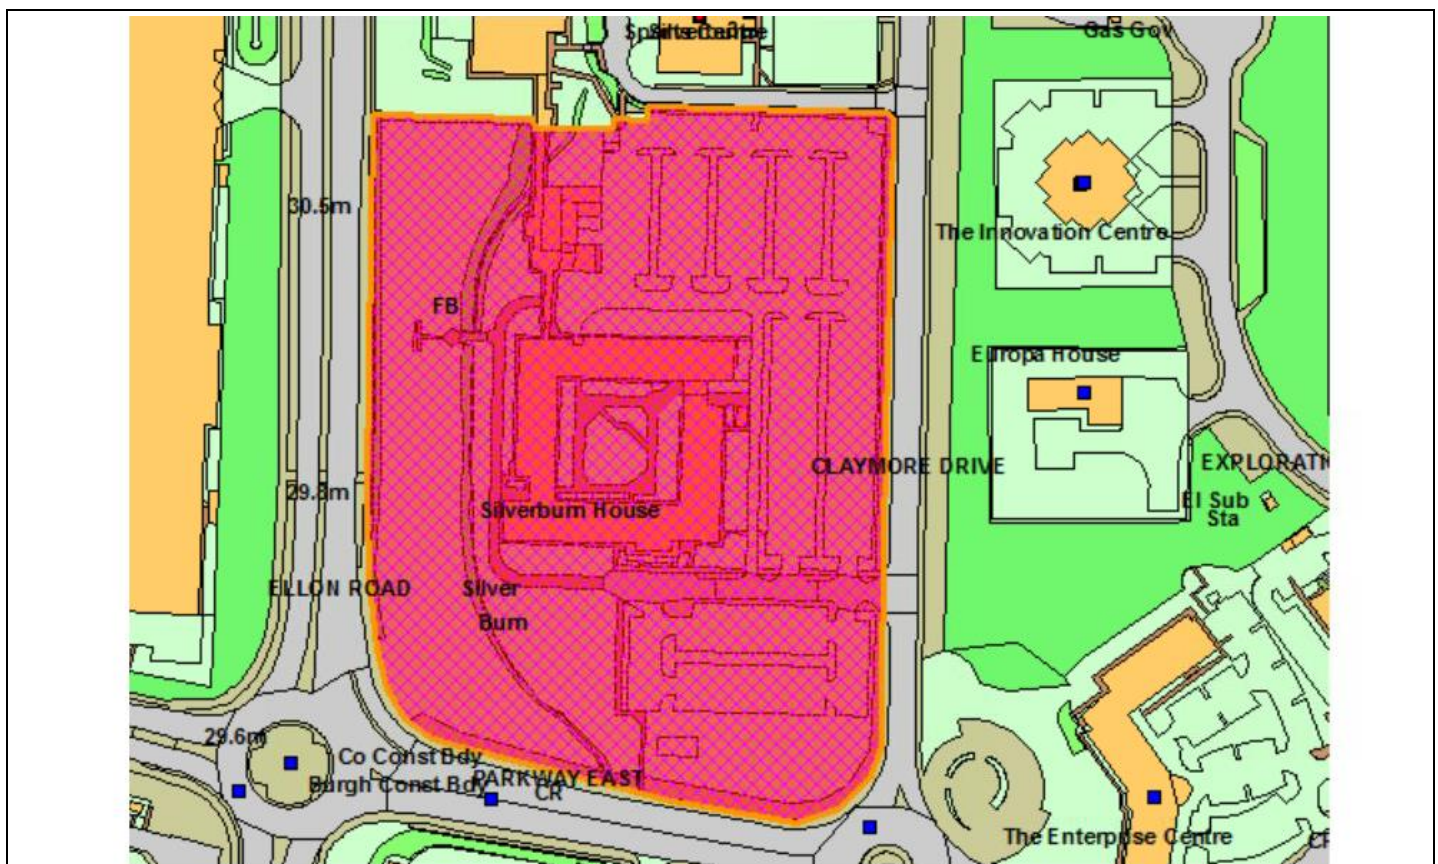 Gas Gov
30.5m
The Innovation Centre
FB
Europa House
CLAYMORE DRIVE
EXPLORATI
29.8m
El Sub
Sta
Silverburn House
ELLON ROAD
Silver
Burn
29.6m
Co Const Bdy
Burgh Const Bdy
PARKWAY EAST
CR
The Enterprise Centre